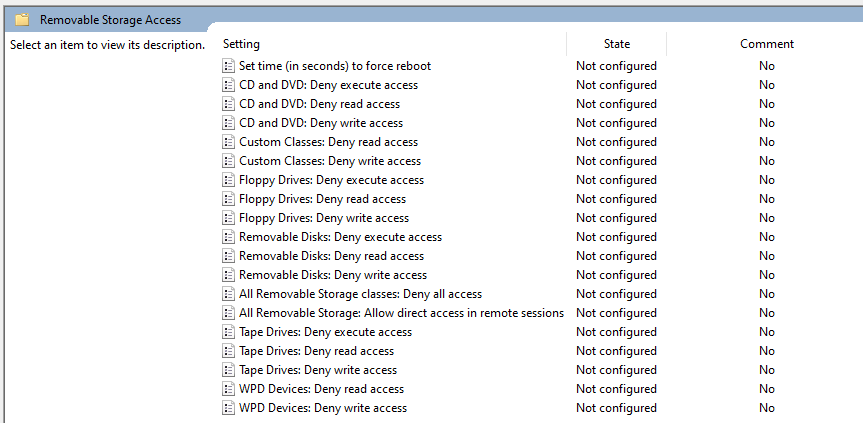 Removable Storage Access
Select an item to view its description.
Setting State Comment
Set time (in seconds) to force reboot Not configured No
CD and DVD: Deny execute access Not configured No
CD and DVD: Deny read access Not configured No
CD and DVD: Deny write access Not configured No
Custom Classes: Deny read access Not configured No
Custom Classes: Deny write access Not configured No
Floppy Drives: Deny execute access Not configured No
Floppy Drives: Deny read access Not configured No
Floppy Drives: Deny write access Not configured No
Removable Disks: Deny execute access Not configured No
Removable Disks: Deny read access Not configured No
Removable Disks: Deny write access Not configured No
All Removable Storage classes: Deny all access Not configured No
All Removable Storage: Allow direct access in remote sessions Not configured No
Tape Drives: Deny execute access Not configured No
Tape Drives: Deny read access Not configured No
Tape Drives: Deny write access Not configured No
WPD Devices: Deny read access Not configured No
WPD Devices: Deny write access Not configured No